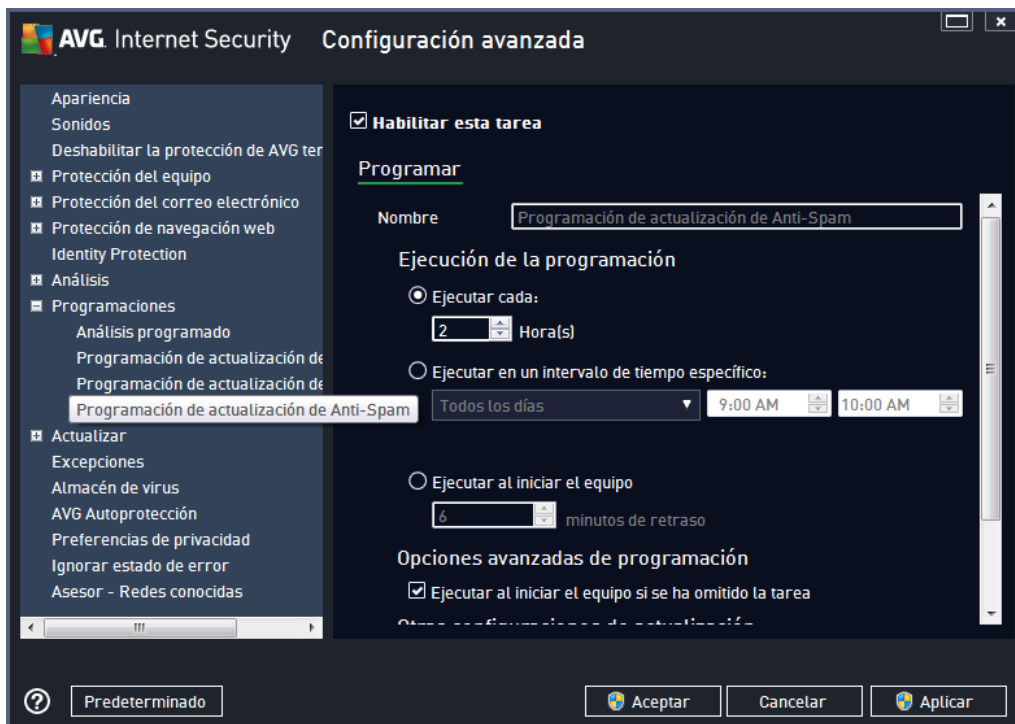 AVG. Internet Security Configuración avanzada
Apariencia
Sonidos
Deshabilitar la protección de AVG ter
Protección del equipo
Protección del correo electrónico
Protección de navegación web
Identity Protection
Análisis
Programaciones
Análisis programado
Programación de actualización de
Programación de actualización de
Programación de actualización de Anti-Spam
Actualizar
Excepciones
Almacén de virus
AVG Autoprotección
Preferencias de privacidad
Ignorar estado de error
Asesor - Redes conocidas
Habilitar esta tarea
Programar
Nombre Programación de actualización de Anti-Spam
Ejecución de la programación
Ejecutar cada:
2 Hora(s)
Ejecutar en un intervalo de tiempo específico:
Todos los días 9:00 AM 10:00 AM
Ejecutar al iniciar el equipo
6 minutos de retraso
Opciones avanzadas de programación
Ejecutar al iniciar el equipo si se ha omitido la tarea
Otras configuraciones de actualización
? Predeterminado Aceptar Cancelar Aplicar